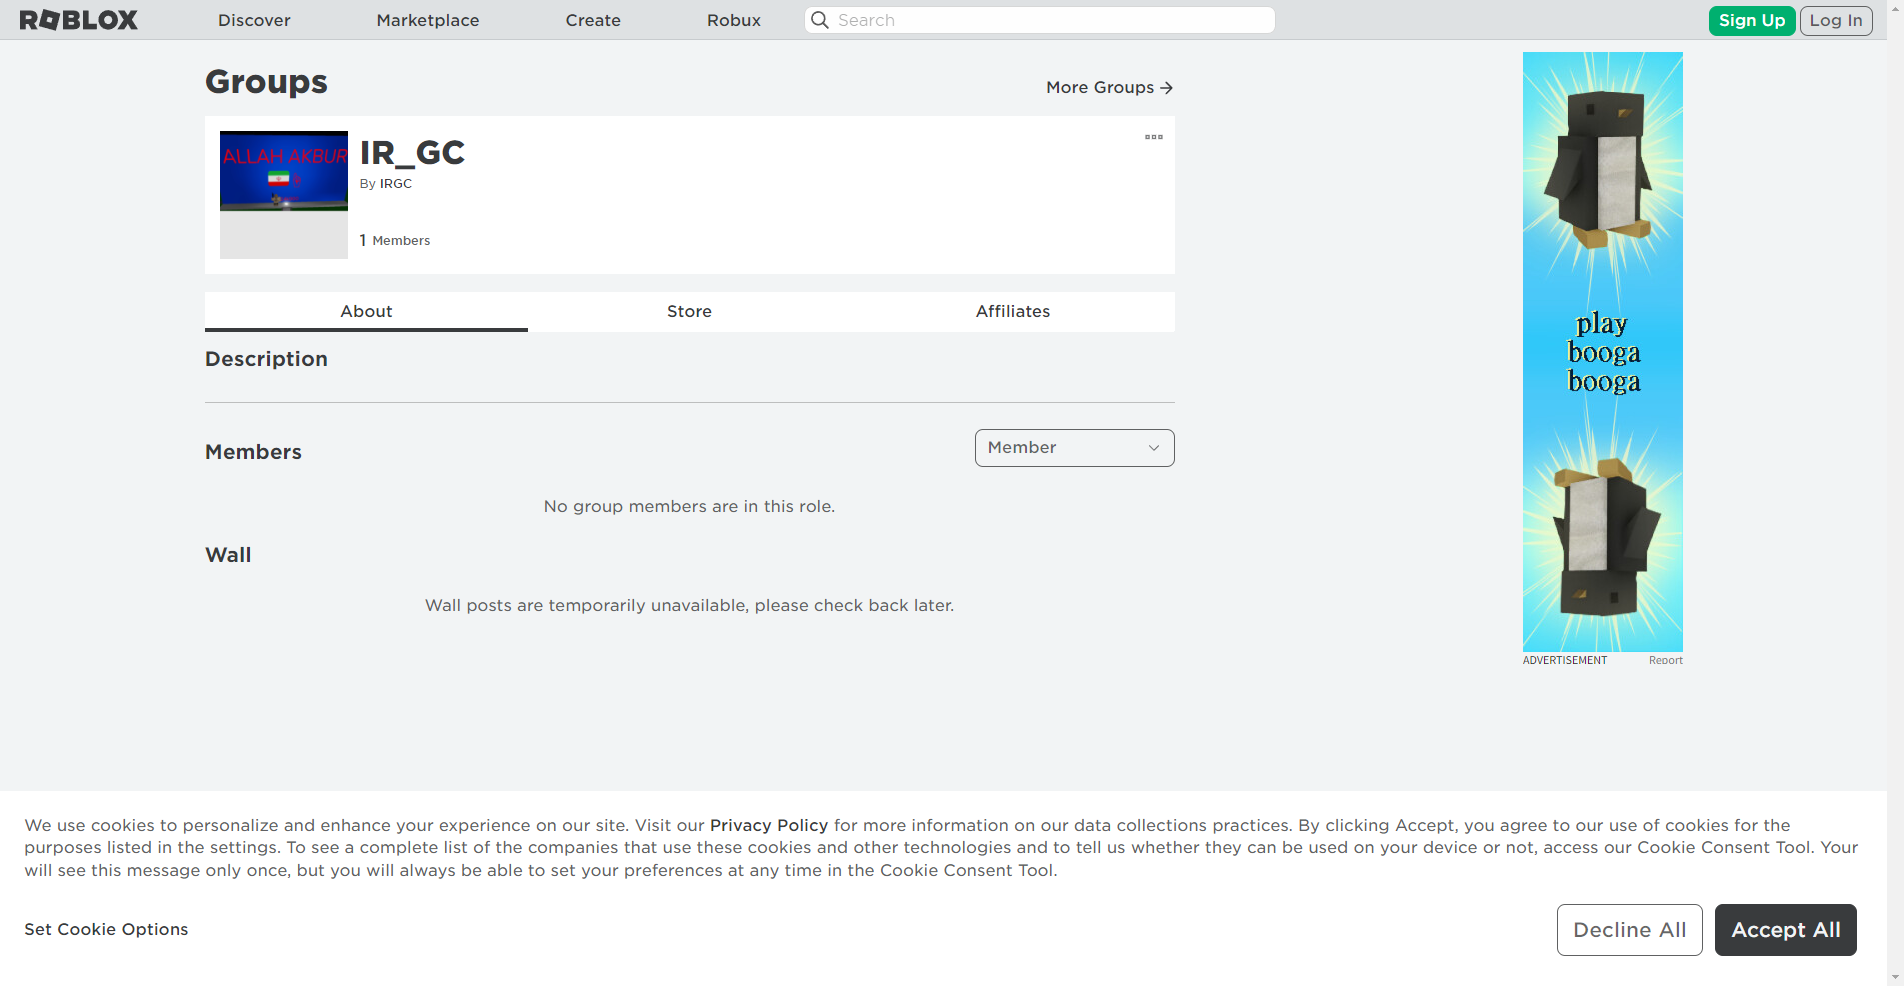 ROBLOX
Discover
Marketplace
Create
Robux
Search
Sign Up
Log In
Groups
More Groups
ALLAH AKBUR
IR_GC
By IRGC
1 Members
About
Store
Affiliates
Description
Members
Member
No group members are in this role.
Wall
Wall posts are temporarily unavailable, please check back later.
play
booga
booga
ADVERTISEMENT
Report
We use cookies to personalize and enhance your experience on our site. Visit our Privacy Policy for more information on our data collections practices. By clicking Accept, you agree to our use of cookies for the
purposes listed in the settings. To see a complete list of the companies that use these cookies and other technologies and to tell us whether they can be used on your device or not, access our Cookie Consent Tool. Your
will see this message only once, but you will always be able to set your preferences at any time in the Cookie Consent Tool.
Set Cookie Options
Decline All
Accept All